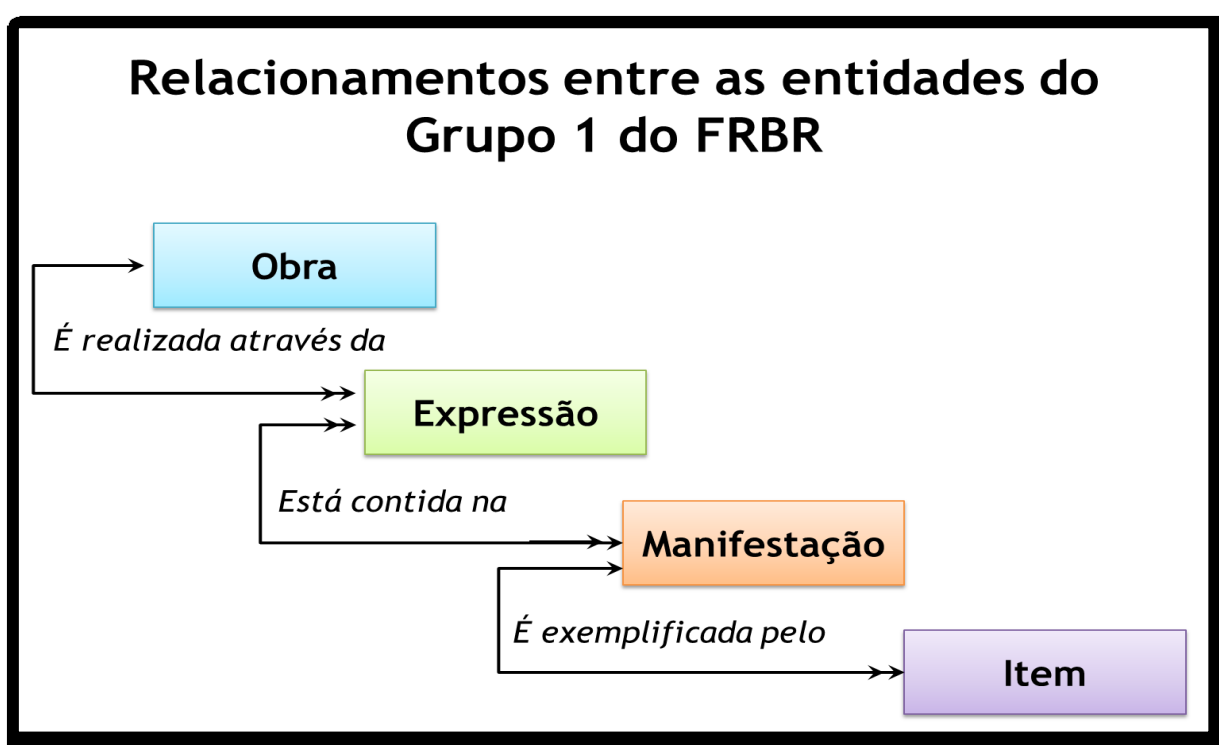 Relacionamentos entre as entidades do
Grupo 1 do FRBR
Obra
É realizada através da
Expressão
Está contida na
Manifestação
É exemplificada pelo
Item